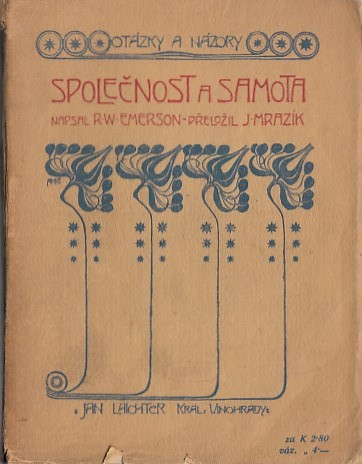 OTÁZKY A NÁZORY
SPOLEČNOST A SAMOTA
NAPSAL R·W· EMERSON - PŘELOŽIL J·MRAZÍK
JAN LAICHTER KRÁL. VINOHRADY
za K 2·80
váz. „ 4·—